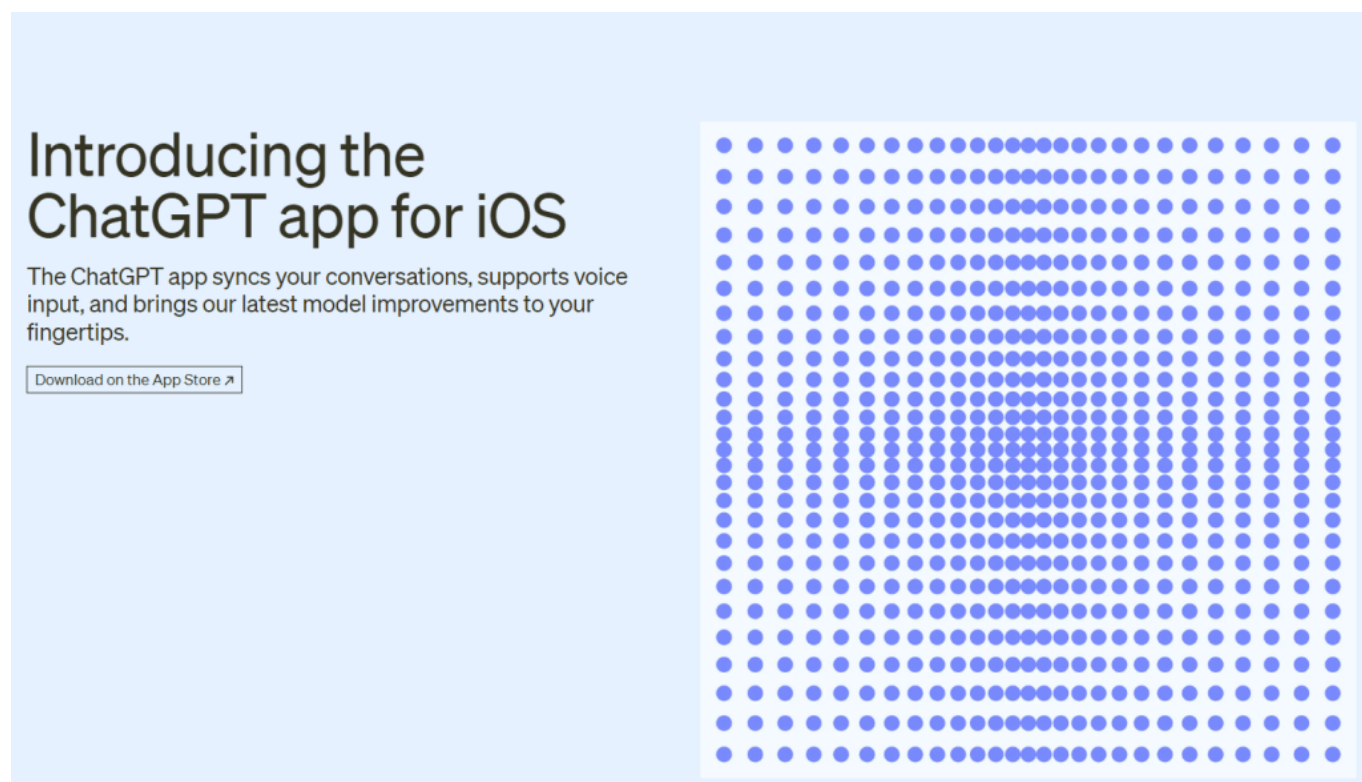 Introducing the
ChatGPT app for iOS
The ChatGPT app syncs your conversations, supports voice
input, and brings our latest model improvements to your
fingertips.
Download on the App Store ↗